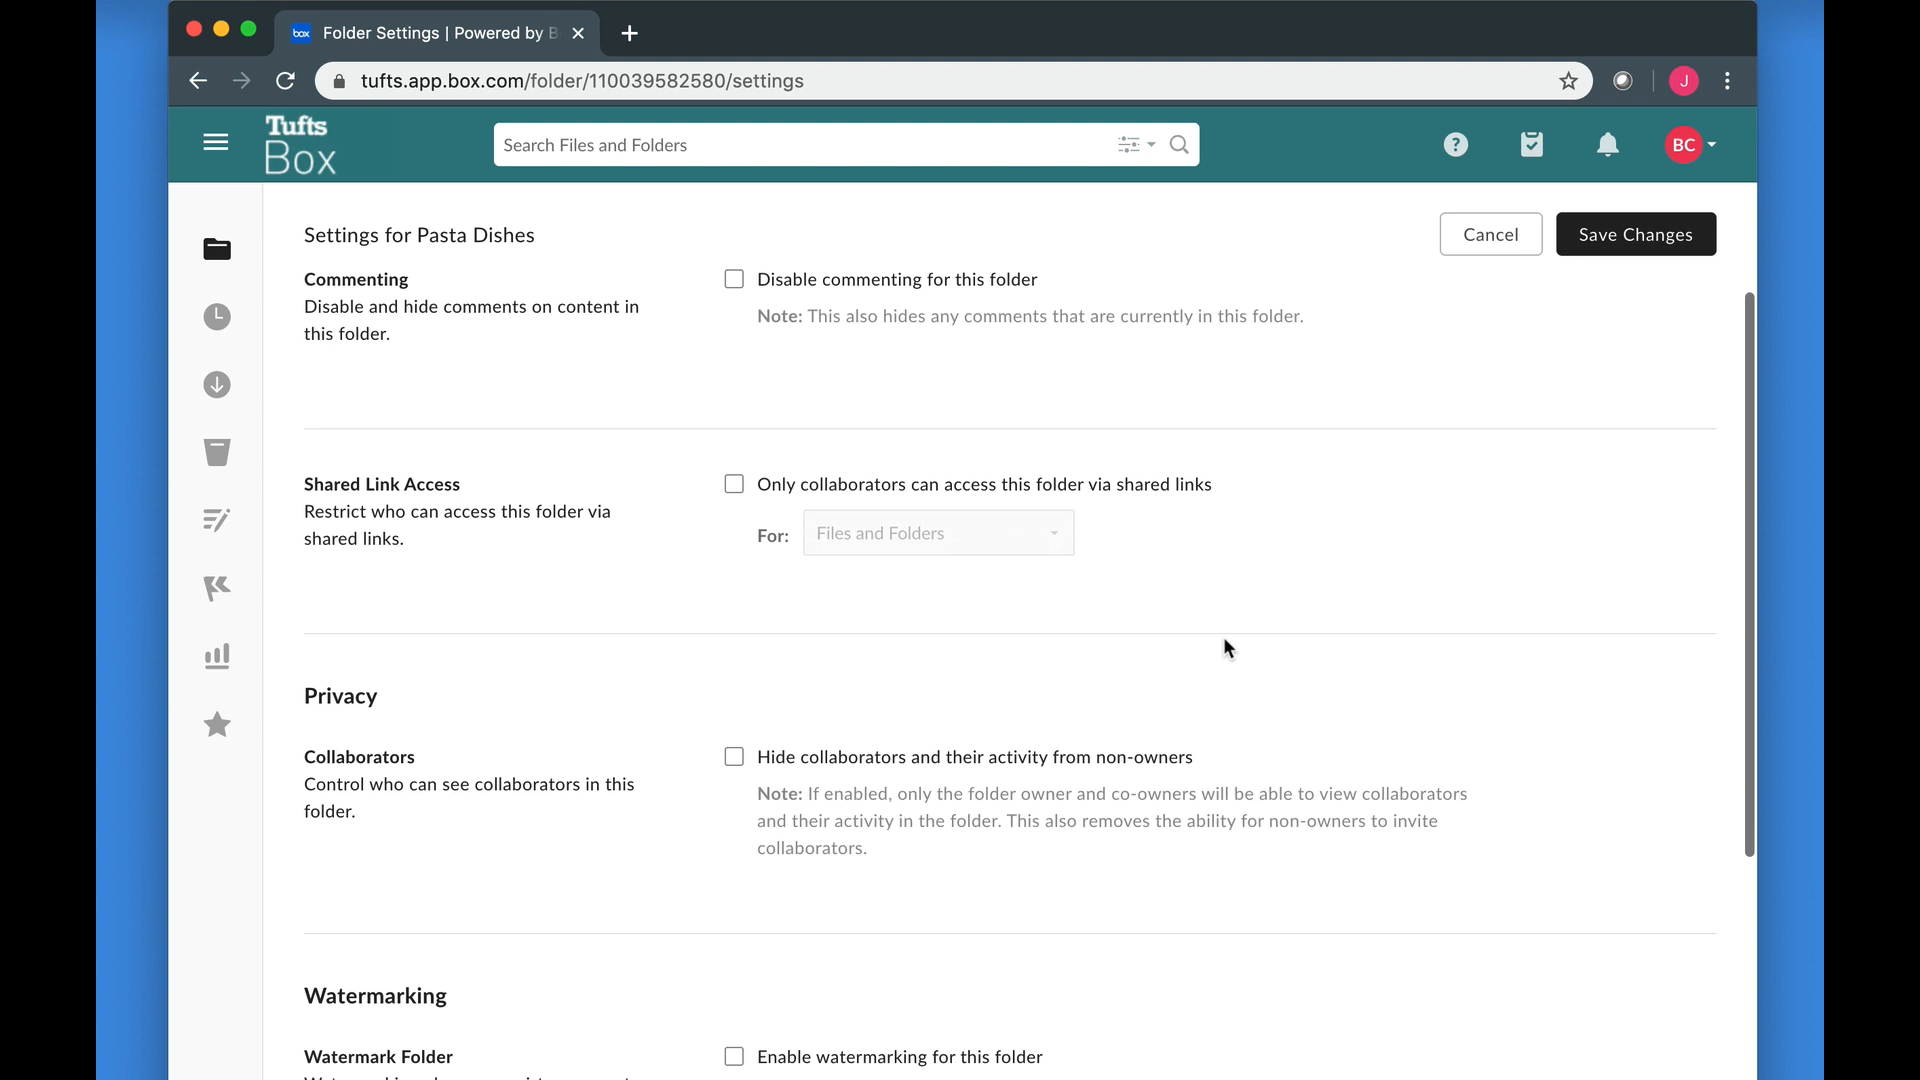 box Folder Settings | Powered by B
tufts.app.box.com/folder/110039582580/settings
J
Tufts
Box
Search Files and Folders
?
BC
Settings for Pasta Dishes
Cancel
Save Changes
Commenting
Disable and hide comments on content in
this folder.
Disable commenting for this folder
Note: This also hides any comments that are currently in this folder.
Shared Link Access
Restrict who can access this folder via
shared links.
Only collaborators can access this folder via shared links
For: Files and Folders
Privacy
Collaborators
Control who can see collaborators in this
folder.
Hide collaborators and their activity from non-owners
Note: If enabled, only the folder owner and co-owners will be able to view collaborators
and their activity in the folder. This also removes the ability for non-owners to invite
collaborators.
Watermarking
Watermark Folder
Enable watermarking for this folder